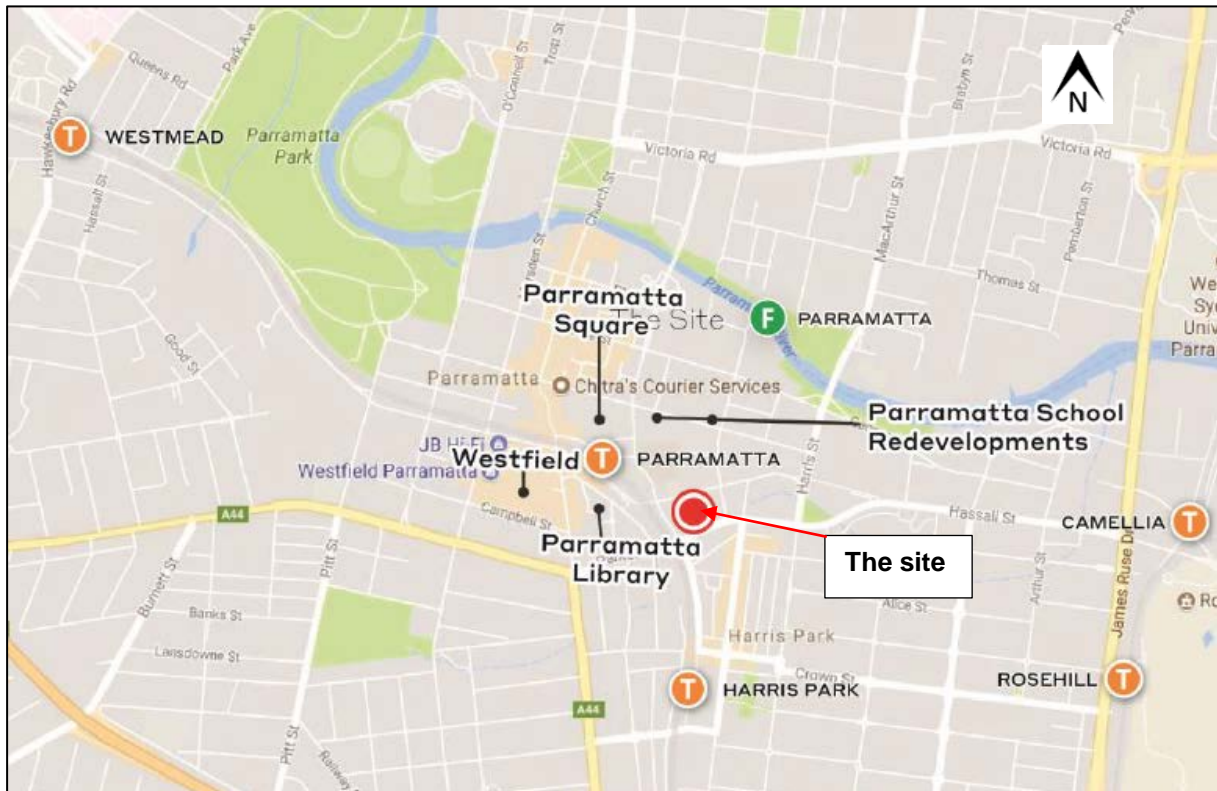 Queens Rd
Park Ave
Hawkesbury Rd
T WESTMEAD
Hassall St
Parramatta
Park
O'Connell St
Trott St
N
Victoria Rd
Victoria Rd
Brabyn St
Pemberton St
MacArthur St
Church St
Thomas St
Good St
Parramatta
Square
The Site
F PARRAMATTA
River
Parramatta
Chitra's Courier Services
Parramatta School
Redevelopments
JB Hi-Fi
Westfield
Westfield Parramatta
T PARRAMATTA
Harris St
A44
Campbell St
Hassall St
CAMELLIA T
Parramatta
Library
The site
Pitt St
Burnett St
Banks St
Lansdowne St
Alice St
Arthur St
James Ruse Dr
Harris Park
Crown St
T HARRIS PARK
ROSEHILL T
A44
Pitt St
Railway